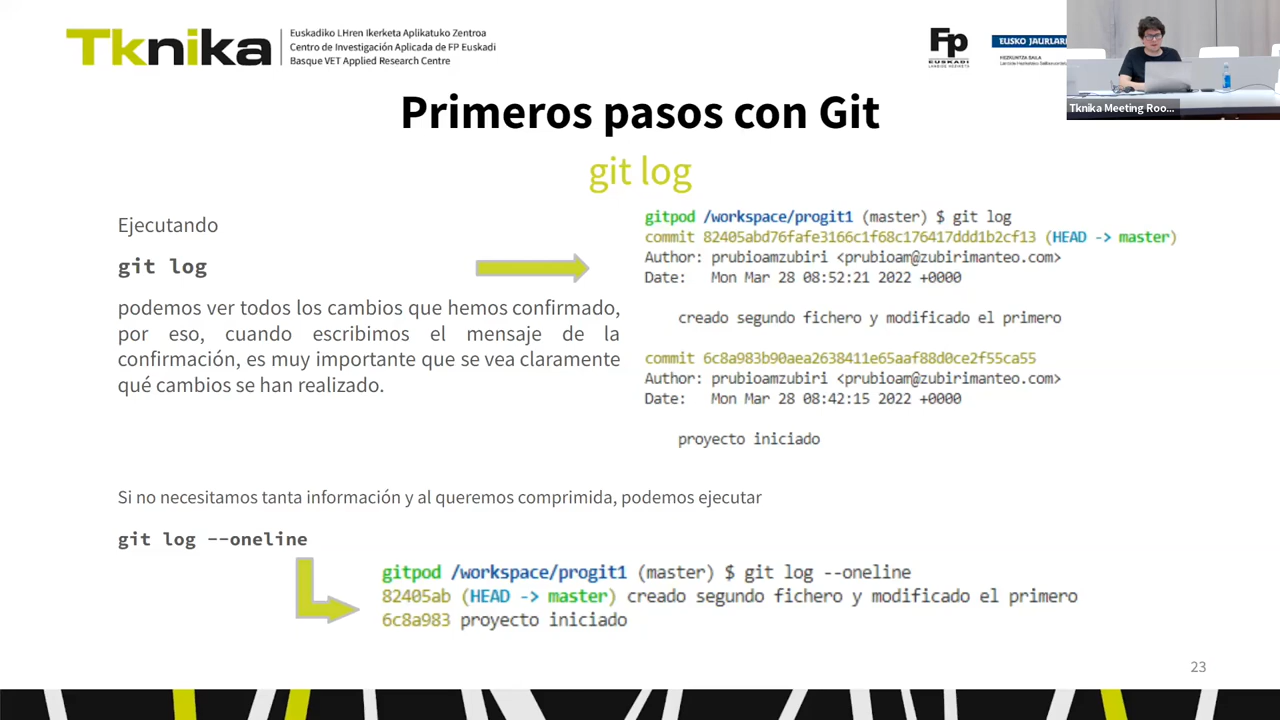 Tknika
Euskadiko LHren Ikerketa Aplikatuko Zentroa
Centro de Investigación Aplicada de FP Euskadi
Basque VET Applied Research Centre
Fp
EUSKADI
EUSKO JAURLAR
Tknika Meeting Roo...
Primeros pasos con Git
git log
Ejecutando
git log
podemos ver todos los cambios que hemos confirmado,
por eso, cuando escribimos el mensaje de la
confirmación, es muy importante que se vea claramente
qué cambios se han realizado.
gitpod /workspace/progit1 (master) $ git log
commit 82405abd76fafe3166c1f68c176417ddd1b2cf13 (HEAD -> master)
Author: prubioamzubiri <prubioam@zubirimanteo.com>
Date:   Mon Mar 28 08:52:21 2022 +0000
creado segundo fichero y modificado el primero
commit 6c8a983b90aea2638411e65aaf88d0ce2f55ca55
Author: prubioamzubiri <prubioam@zubirimanteo.com>
Date:   Mon Mar 28 08:42:15 2022 +0000
proyecto iniciado
Si no necesitamos tanta información y al queremos comprimida, podemos ejecutar
git log --oneline
gitpod /workspace/progit1 (master) $ git log --oneline
82405ab (HEAD -> master) creado segundo fichero y modificado el primero
6c8a983 proyecto iniciado
23